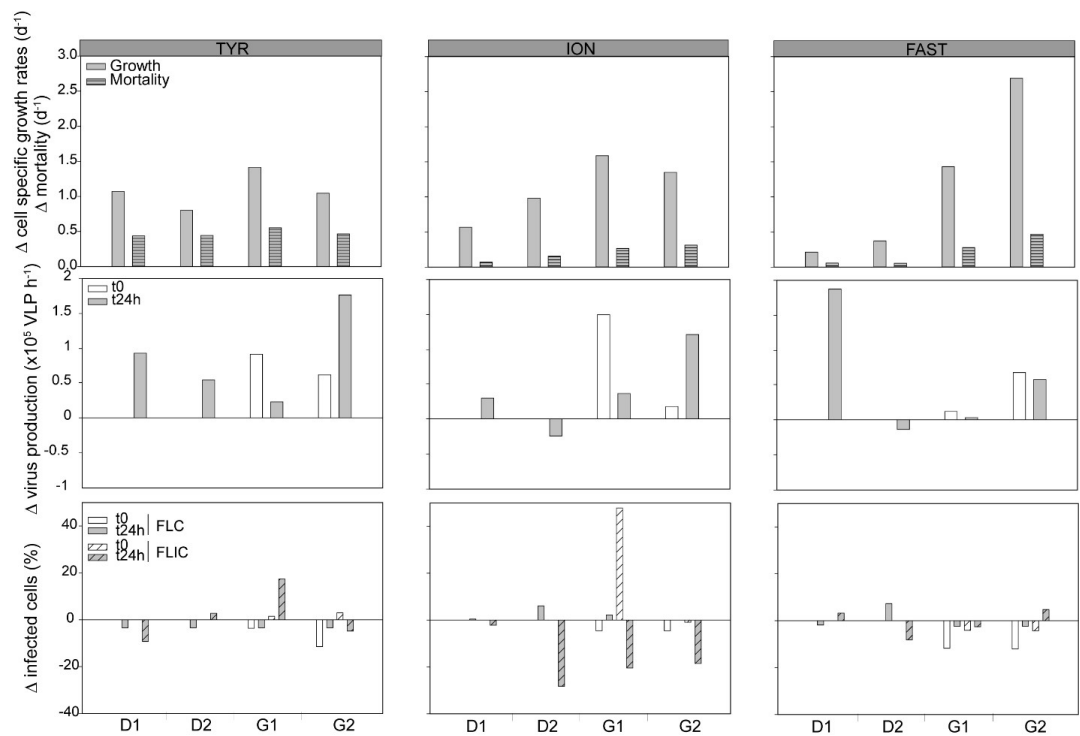 TYR ION FAST
Δ cell specific growth rates (d⁻¹)
Δ mortality (d⁻¹)
3.0
2.5
2.0
1.5
1.0
0.5
0.0
Growth
Mortality
Δ virus production (x10⁵ VLP h⁻¹)
2
1.5
1
0.5
0
-0.5
-1
t0
t24h
Δ infected cells (%)
40
20
0
-20
-40
t0
t24h FLC
t0
t24h FLIC
D1 D2 G1 G2 D1 D2 G1 G2 D1 D2 G1 G2